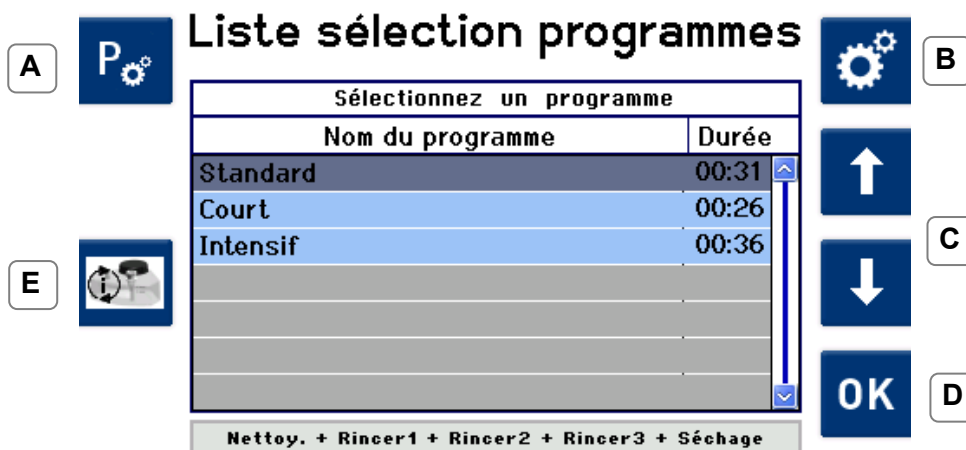 Liste sélection programmes
A
P
B
Sélectionnez un programme
Nom du programme Durée
Standard 00:31
Court 00:26
Intensif 00:36
C
E
i
OK
D
Nettoy. + Rincer1 + Rincer2 + Rincer3 + Séchage